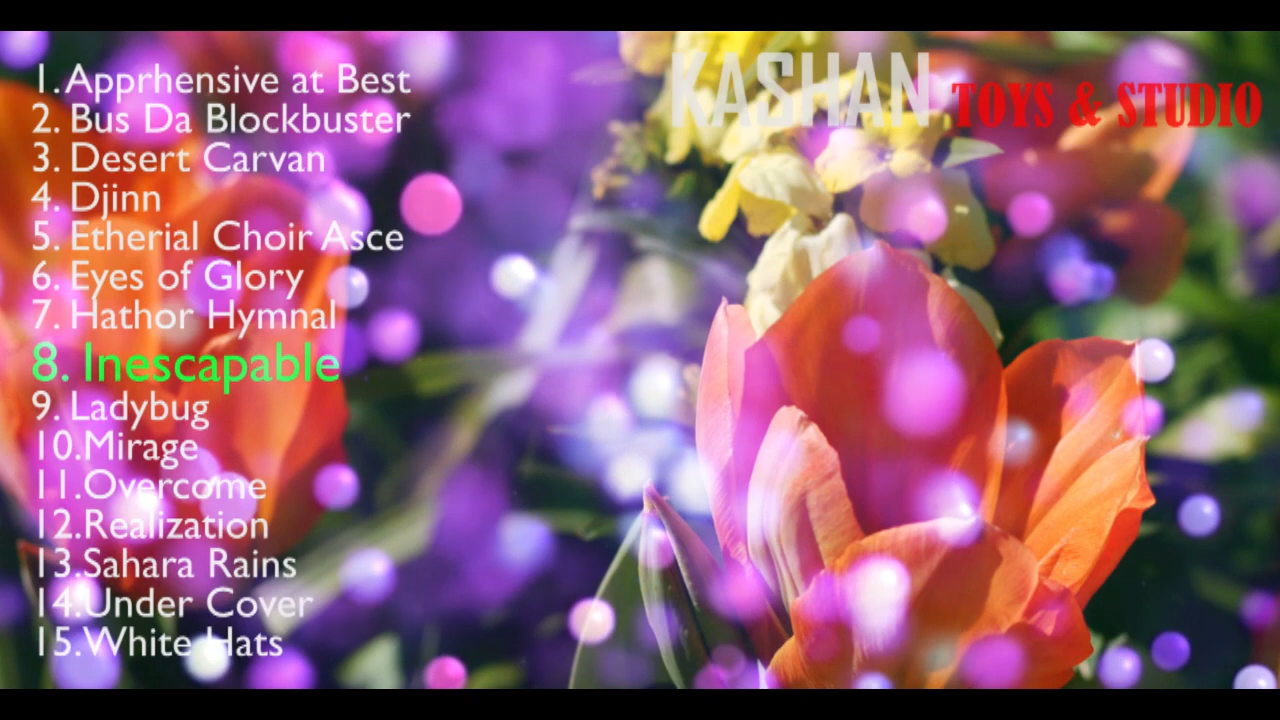 KASHAN TOYS & STUDIO
1. Apprhensive at Best
2. Bus Da Blockbuster
3. Desert Carvan
4. Djinn
5. Etherial Choir Asce
6. Eyes of Glory
7. Hathor Hymnal
8. Inescapable
9. Ladybug
10.Mirage
11.Overcome
12.Realization
13.Sahara Rains
14.Under Cover
15.White Hats